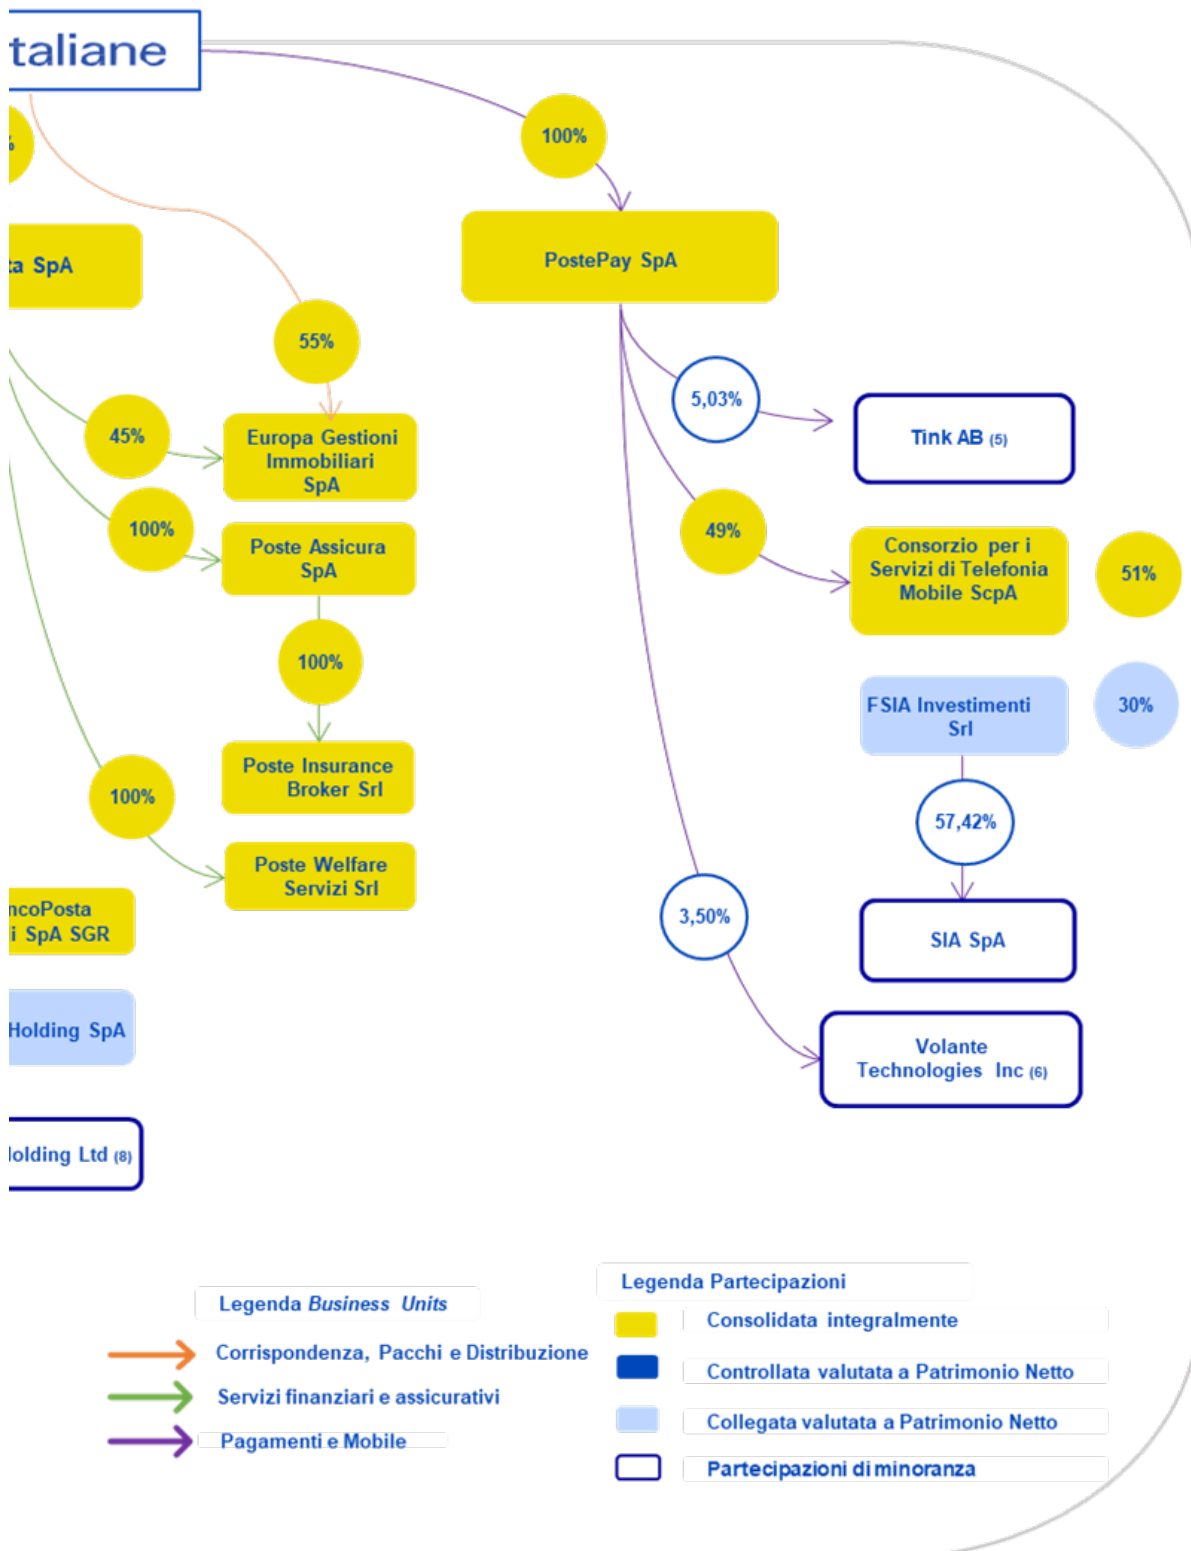 taliane
100%
%
ta SpA
PostePay SpA
55%
5,03%
45%
Europa Gestioni
Immobiliari
SpA
Tink AB (5)
100%
49%
Poste Assicura
SpA
Consorzio per i
Servizi di Telefonia
Mobile ScpA
51%
100%
FSIA Investimenti
Srl
30%
Poste Insurance
Broker Srl
100%
57,42%
Poste Welfare
Servizi Srl
3,50%
ncoPosta
i SpA SGR
SIA SpA
Holding SpA
Volante
Technologies Inc (6)
olding Ltd (8)
Legenda Business Units
Corrispondenza, Pacchi e Distribuzione
Servizi finanziari e assicurativi
Pagamenti e Mobile
Legenda Partecipazioni
Consolidata integralmente
Controllata valutata a Patrimonio Netto
Collegata valutata a Patrimonio Netto
Partecipazioni di minoranza